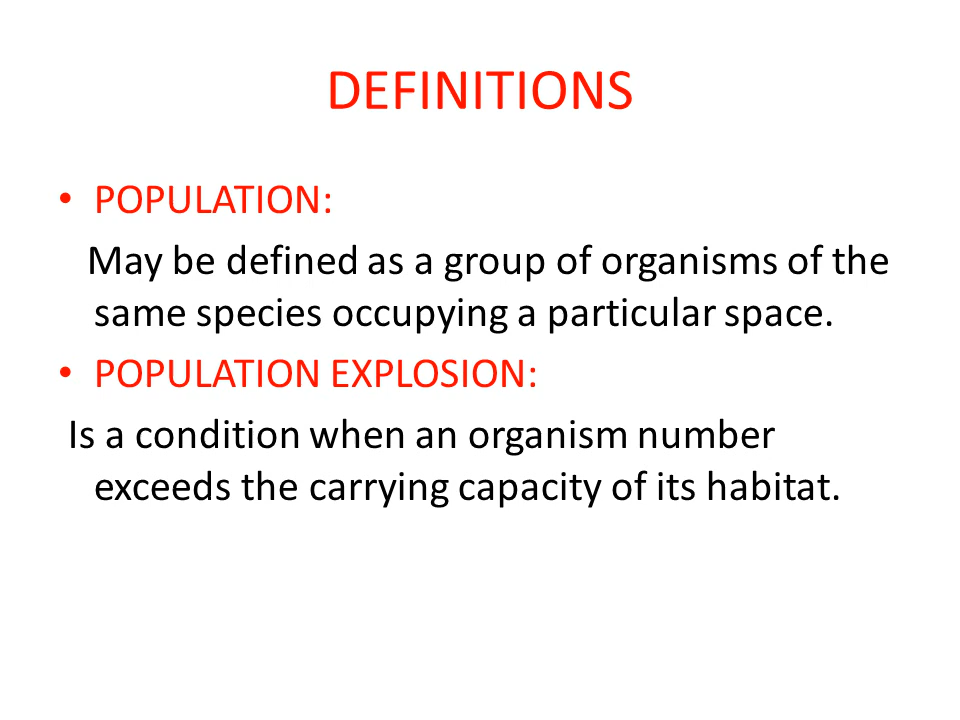 DEFINITIONS
• POPULATION:
May be defined as a group of organisms of the
same species occupying a particular space.
• POPULATION EXPLOSION:
Is a condition when an organism number
exceeds the carrying capacity of its habitat.